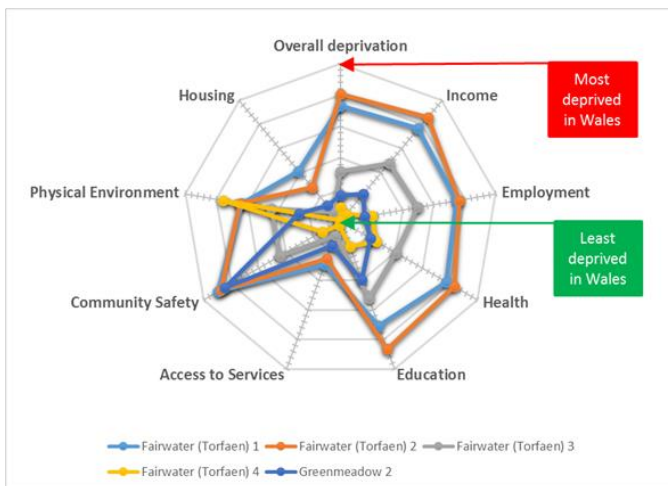 Overall deprivation
Most
deprived
in Wales
Housing
Income
Physical Environment
Employment
Least
deprived
in Wales
Community Safety
Health
Access to Services
Education
Fairwater (Torfaen) 1
Fairwater (Torfaen) 2
Fairwater (Torfaen) 3
Fairwater (Torfaen) 4
Greenmeadow 2